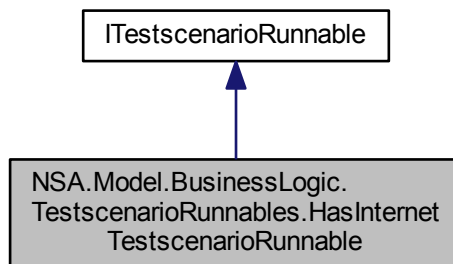 ITestscenarioRunnable
NSA.Model.BusinessLogic.
TestscenarioRunnables.HasInternet
TestscenarioRunnable